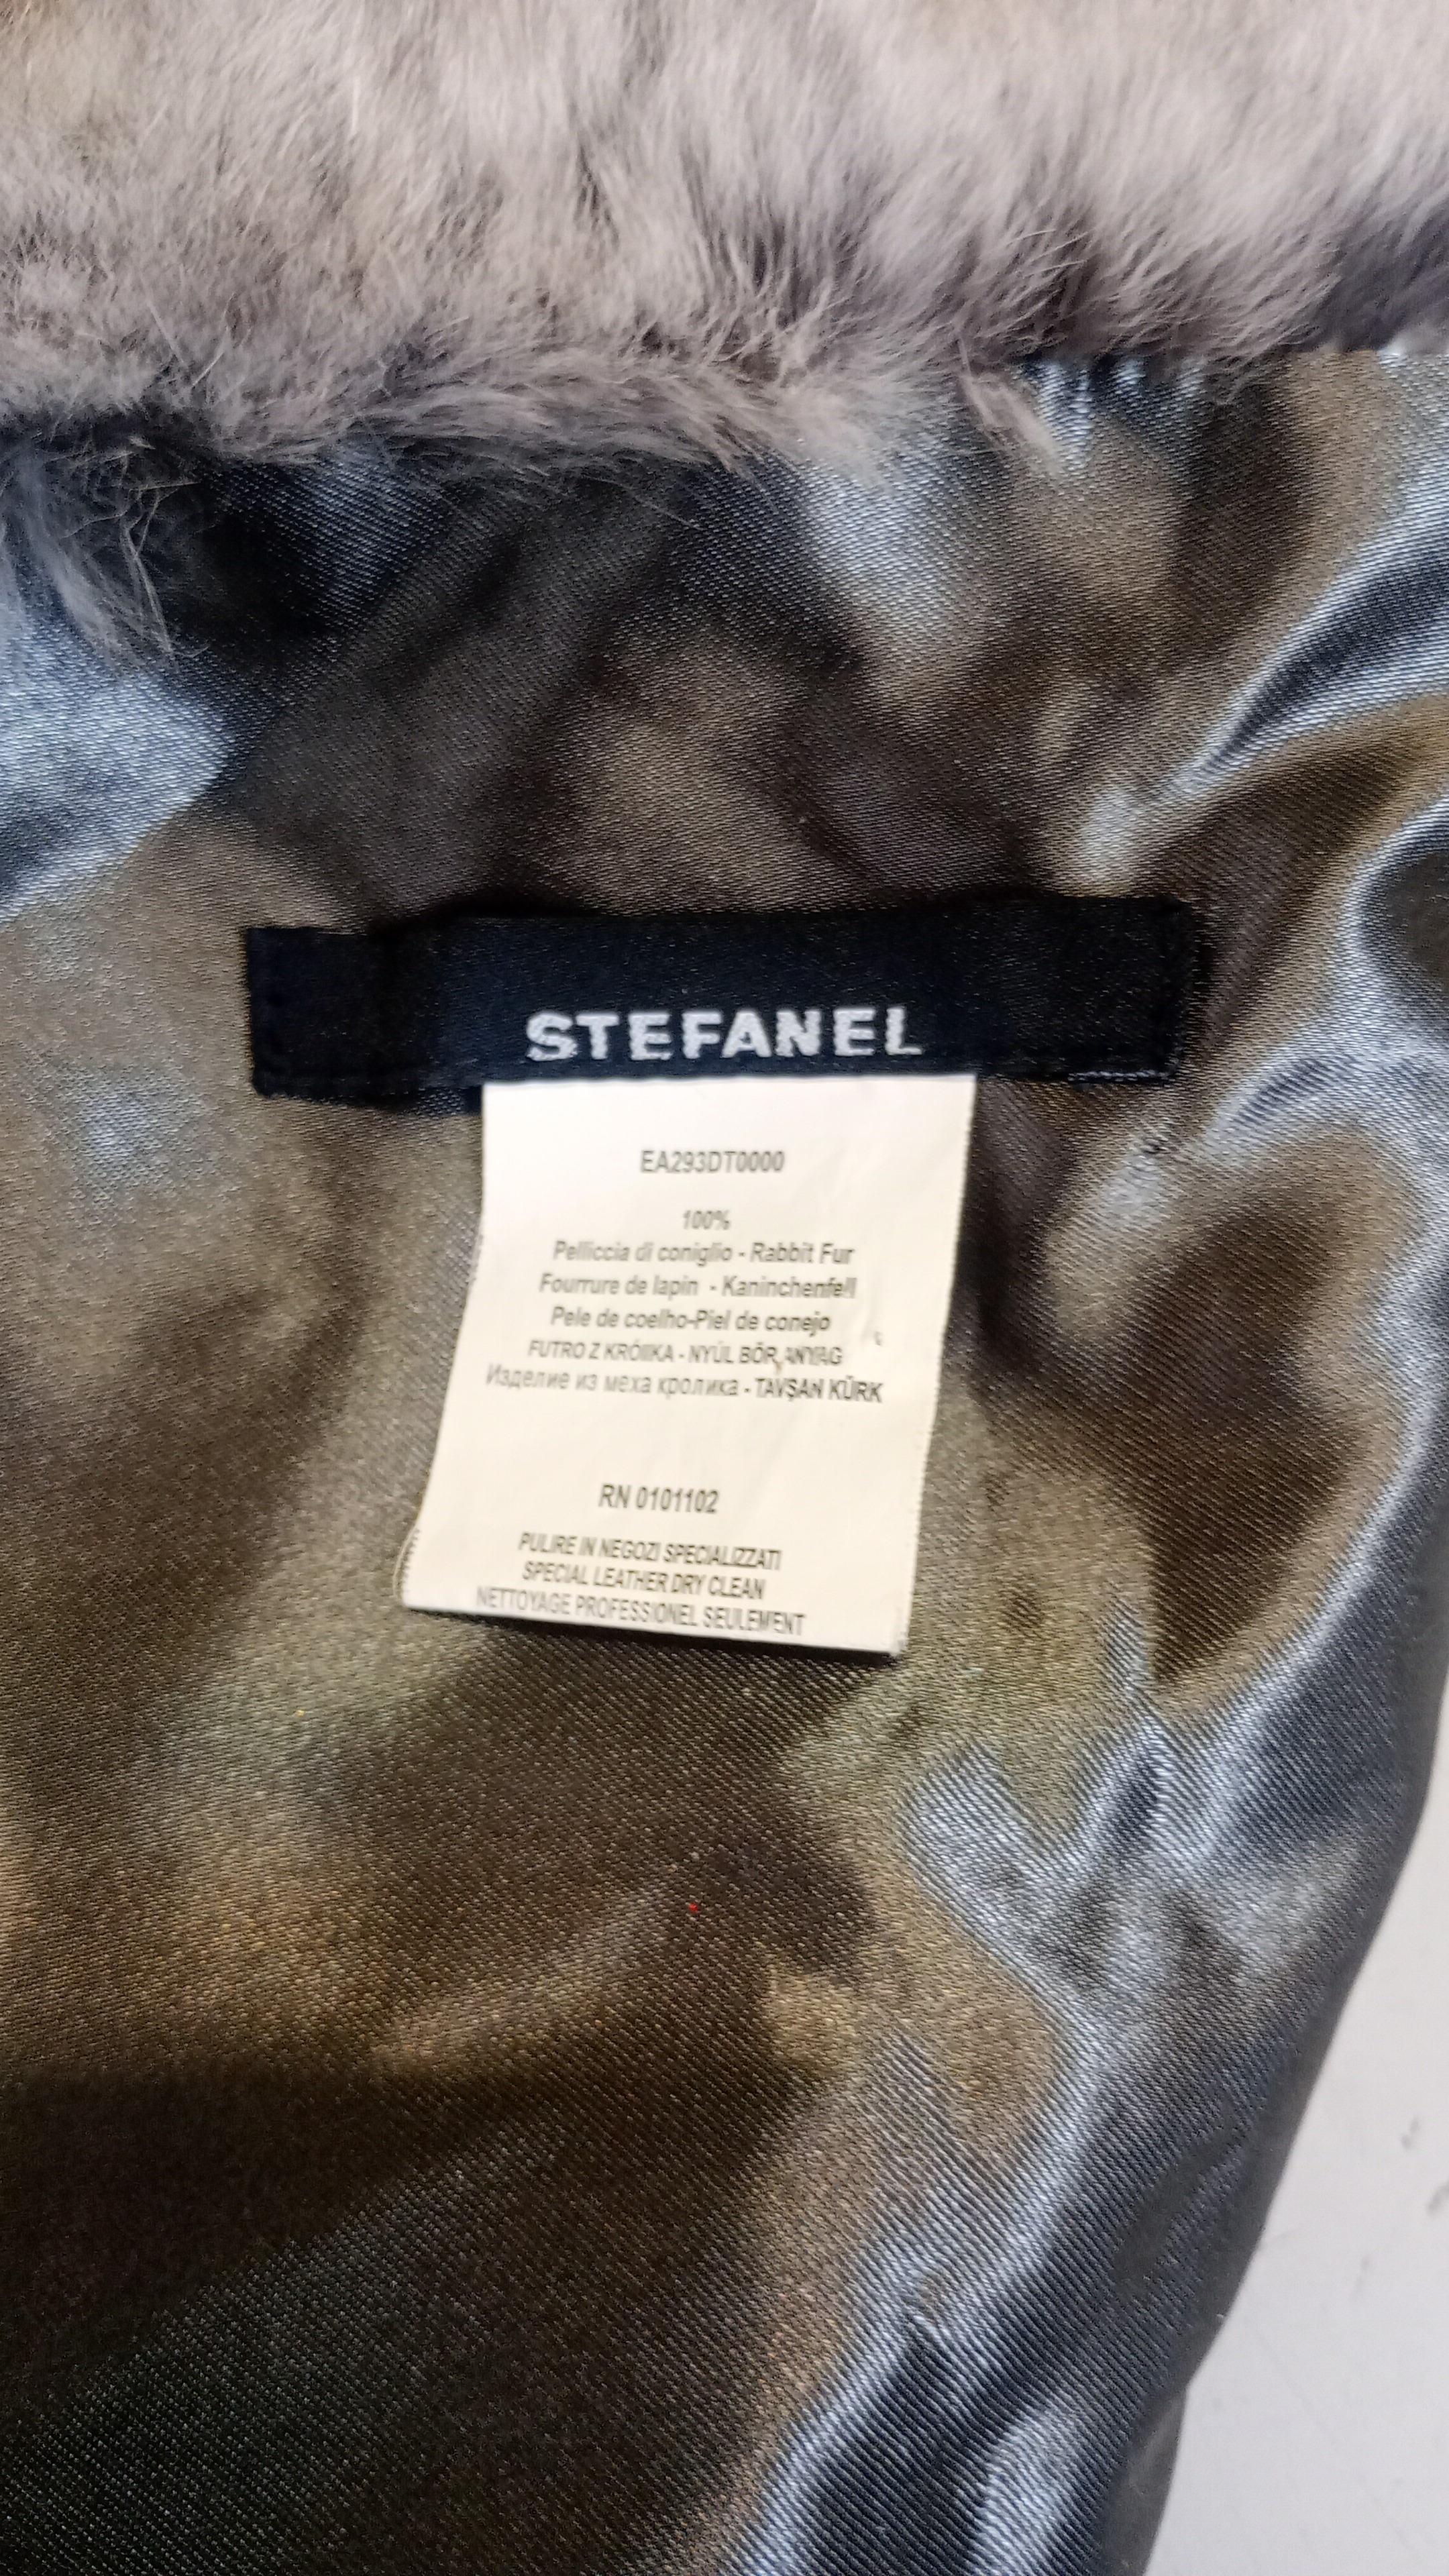 STEFANEL
EA293DT0000
100%
Pelliccia di coniglio - Rabbit Fur
Fourrure de lapin - Kaninchenfell
Pele de coelho-Piel de conejo
FUTRO Z KRÓIIKA - NYÚL BŐR ANYAG
Изделие из меха кролика - TAVŞAN KÜRK
RN 0101102
PULIRE IN NEGOZI SPECIALIZZATI
SPECIAL LEATHER DRY CLEAN
NETTOYAGE PROFESSIONEL SEULEMENT